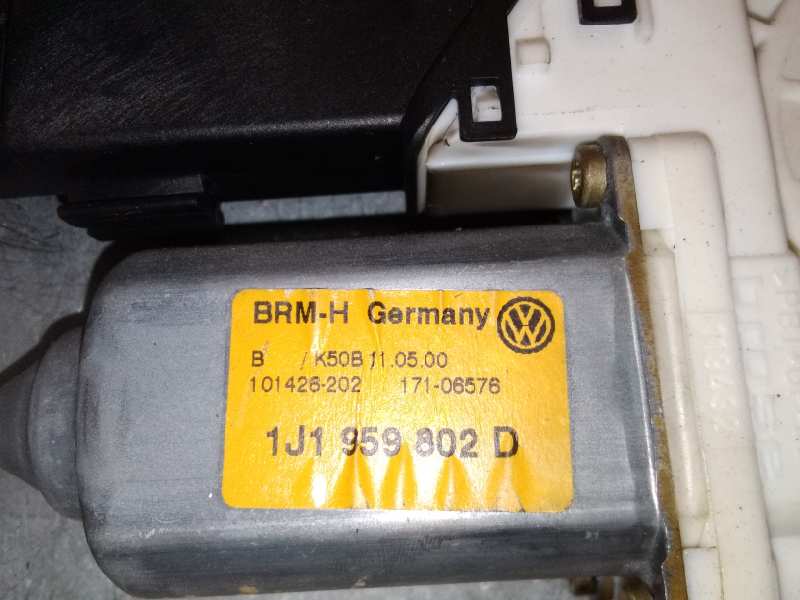 BRM-H Germany
B / K50B 11.05.00
101426-202 171-06576
1J1 959 802 D